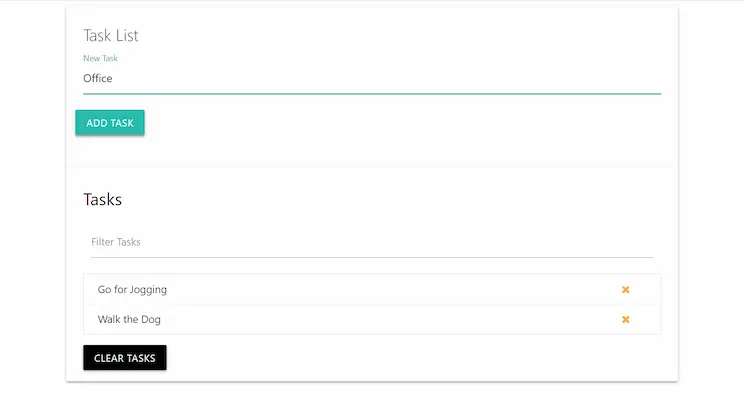 Task List
New Task
Office
ADD TASK
Tasks
Filter Tasks
Go for Jogging
Walk the Dog
CLEAR TASKS